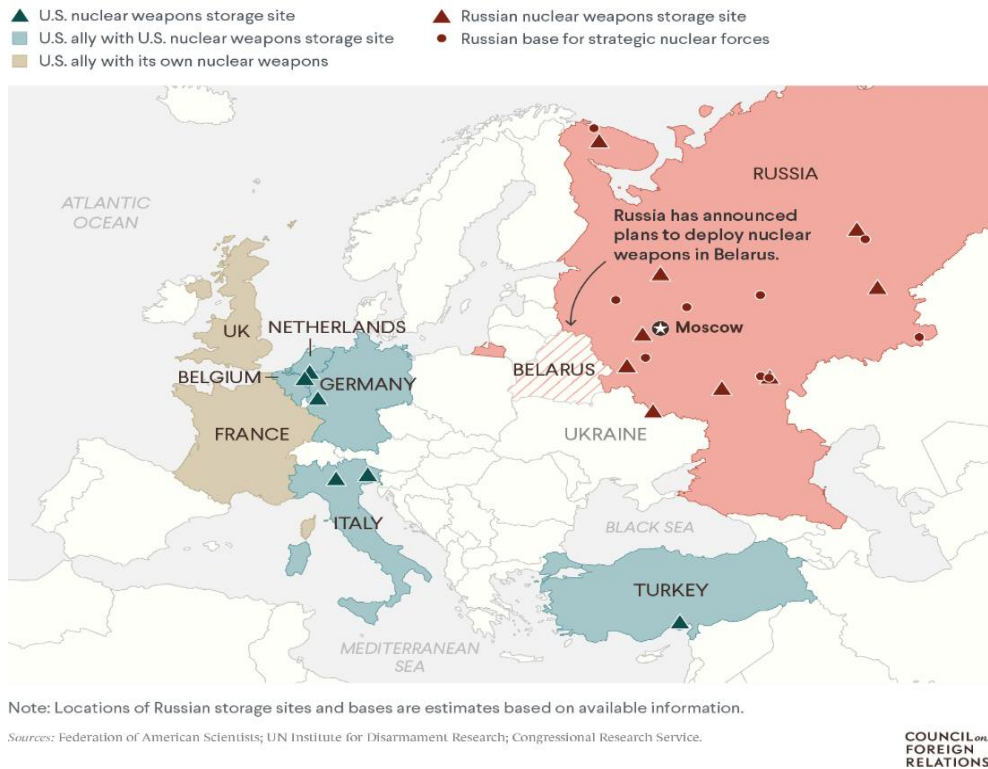 U.S. nuclear weapons storage site
U.S. ally with U.S. nuclear weapons storage site
U.S. ally with its own nuclear weapons
Russian nuclear weapons storage site
Russian base for strategic nuclear forces
ATLANTIC
OCEAN
RUSSIA
Russia has announced
plans to deploy nuclear
weapons in Belarus.
UK
NETHERLANDS
Moscow
BELGIUM
GERMANY
BELARUS
FRANCE
UKRAINE
ITALY
BLACK SEA
TURKEY
MEDITERRANEAN
SEA
Note: Locations of Russian storage sites and bases are estimates based on available information.
Sources: Federation of American Scientists; UN Institute for Disarmament Research; Congressional Research Service.
COUNCIL on
FOREIGN
RELATIONS